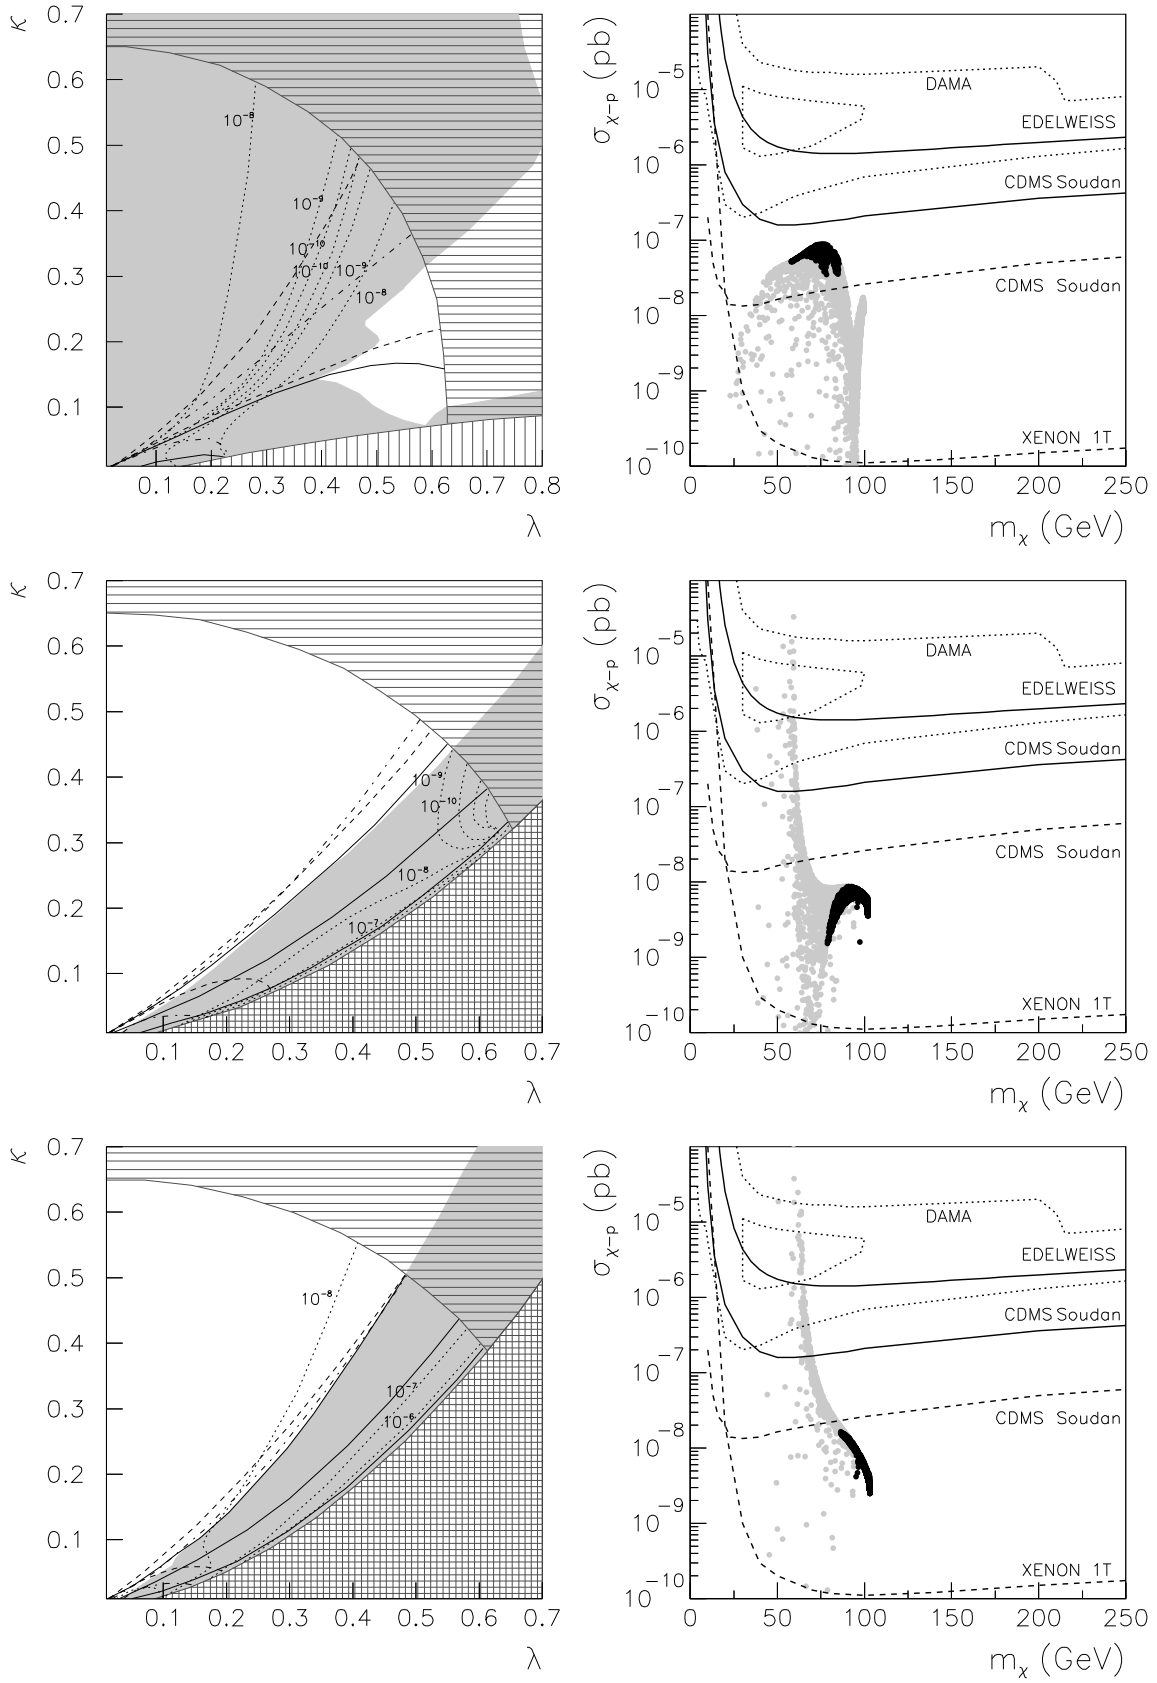 κ
0.7
0.6
0.5
0.4
0.3
0.2
0.1
10⁻⁸
10⁻⁹
10⁻¹⁰
10⁻¹⁰
10⁻⁹
10⁻⁸
0.1 0.2 0.3 0.4 0.5 0.6 0.7 0.8
λ
σχ−p (pb)
10⁻⁵
10⁻⁶
10⁻⁷
10⁻⁸
10⁻⁹
10⁻¹⁰
DAMA
EDELWEISS
CDMS Soudan
CDMS Soudan
XENON 1T
0 50 100 150 200 250
mχ (GeV)
κ
0.7
0.6
0.5
0.4
0.3
0.2
0.1
10⁻⁹
10⁻¹⁰
10⁻⁸
10⁻⁷
0.1 0.2 0.3 0.4 0.5 0.6 0.7
λ
σχ−p (pb)
10⁻⁵
10⁻⁶
10⁻⁷
10⁻⁸
10⁻⁹
10⁻¹⁰
DAMA
EDELWEISS
CDMS Soudan
CDMS Soudan
XENON 1T
0 50 100 150 200 250
mχ (GeV)
κ
0.7
0.6
0.5
0.4
0.3
0.2
0.1
10⁻⁸
10⁻⁷
10⁻⁶
0.1 0.2 0.3 0.4 0.5 0.6 0.7
λ
σχ−p (pb)
10⁻⁵
10⁻⁶
10⁻⁷
10⁻⁸
10⁻⁹
10⁻¹⁰
DAMA
EDELWEISS
CDMS Soudan
CDMS Soudan
XENON 1T
0 50 100 150 200 250
mχ (GeV)